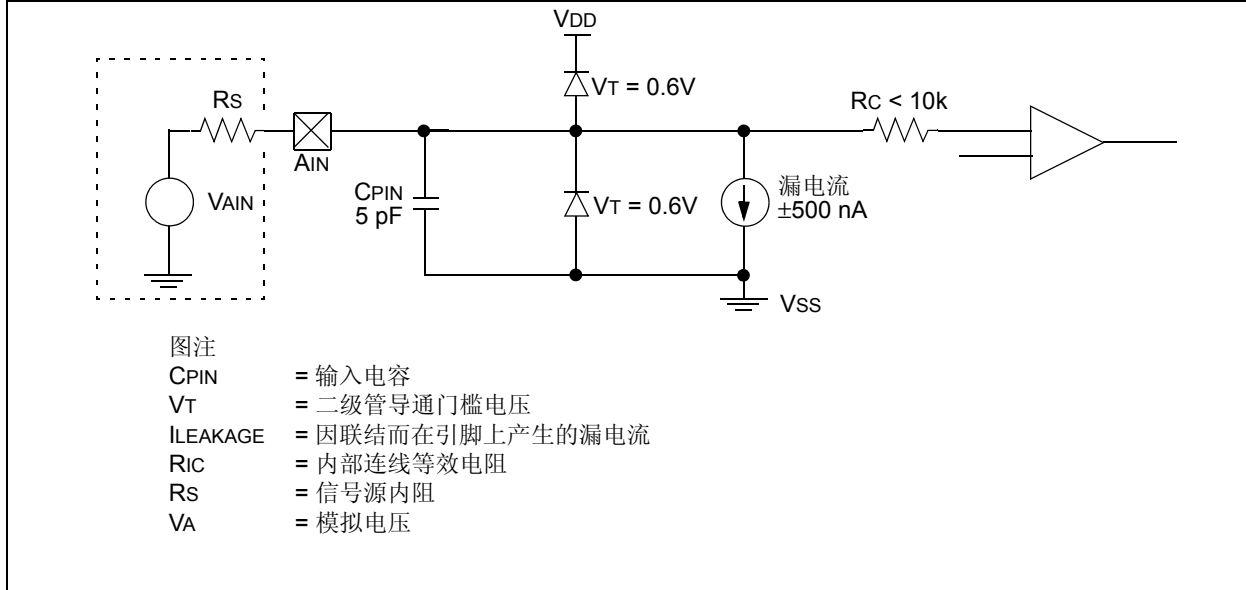 VDD
VT = 0.6V
RS
RC < 10k
AIN
VAIN
CPIN
5 pF
VT = 0.6V
漏电流
±500 nA
VSS
图注
CPIN = 输入电容
VT = 二级管导通门槛电压
ILEAKAGE = 因联结而在引脚上产生的漏电流
RIC = 内部连线等效电阻
RS = 信号源内阻
VA = 模拟电压